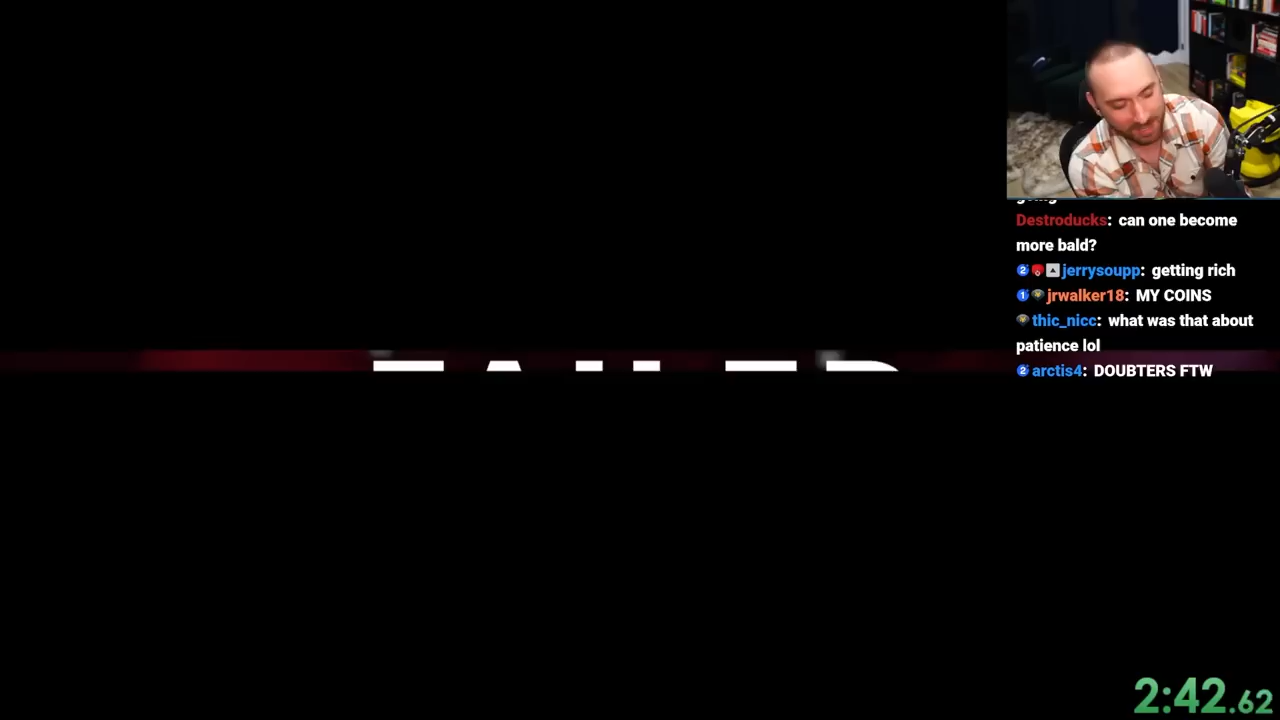 Destroducks: can one become
more bald?
jerrysoupp: getting rich
jrwalker18: MY COINS
thic_nicc: what was that about
patience lol
arctis4: DOUBTERS FTW
FAILED
2:42.62